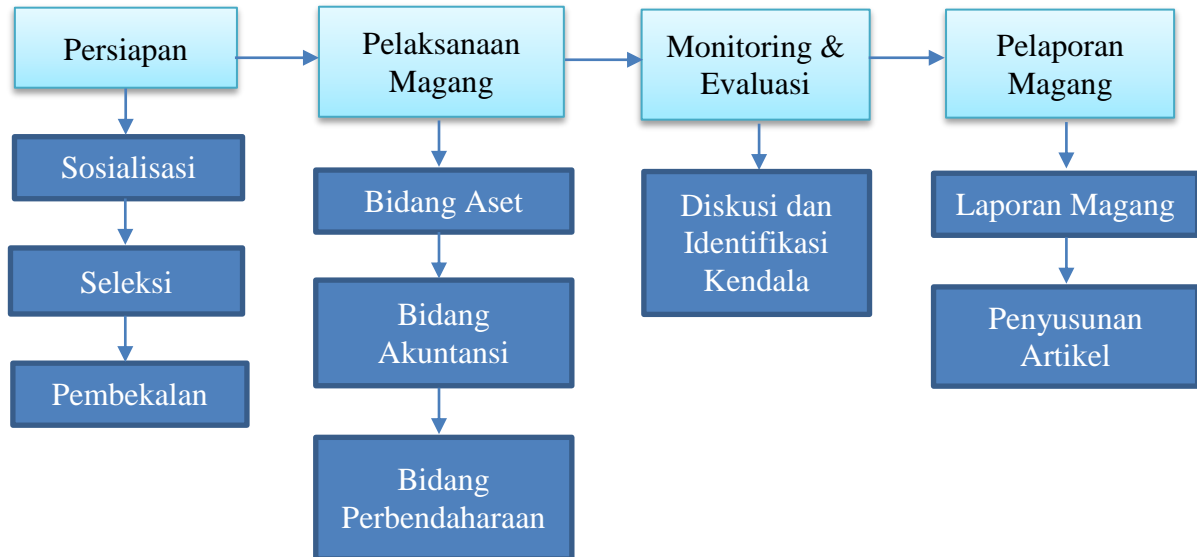 Persiapan
Pelaksanaan
Magang
Monitoring &
Evaluasi
Pelaporan
Magang
Sosialisasi
Seleksi
Pembekalan
Bidang Aset
Bidang
Akuntansi
Bidang
Perbendaharaan
Diskusi dan
Identifikasi
Kendala
Laporan Magang
Penyusunan
Artikel